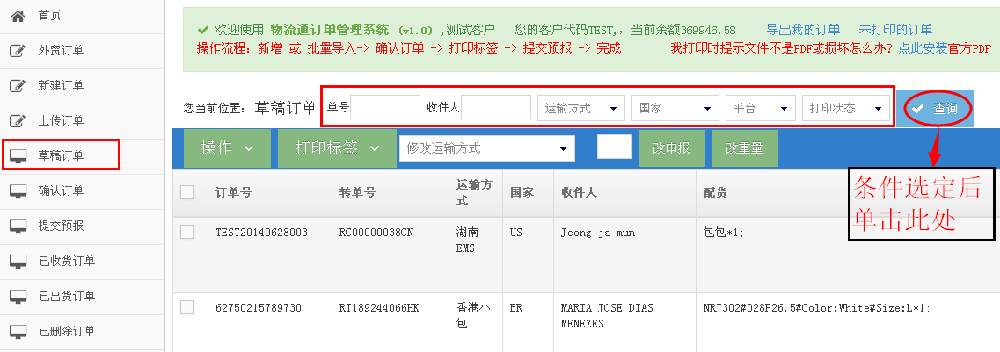 首页
外贸订单
新建订单
上传订单
草稿订单
确认订单
提交预报
已收货订单
已出货订单
已删除订单
欢迎使用 物流通订单管理系统 (v1.0) ,测试客户 您的客户代码TEST,, 当前余额369946.58 导出我的订单 未打印的订单
操作流程: 新增 或 批量导入-> 确认订单 -> 打印标签 -> 提交预报 -> 完成 我打印时提示文件不是PDF或损坏怎么办? 点此安装官方PDF
您当前位置: 草稿订单 单号 收件人 运输方式 国家 平台 打印状态 查询
操作 打印标签 修改运输方式 改申报 改重量
条件选定后
单击此处
订单号 转单号 运输方 国家 收件人 配货
式
TEST20140628003 RC00000038CN 湖南 US Jeong ja mun 包包*1;
EMS
62750215789730 RT189244066HK 香港小 BR MARIA JOSE DIAS NRJ302#028P26.5#Color:White#Size:L*1;
包 MENEZES